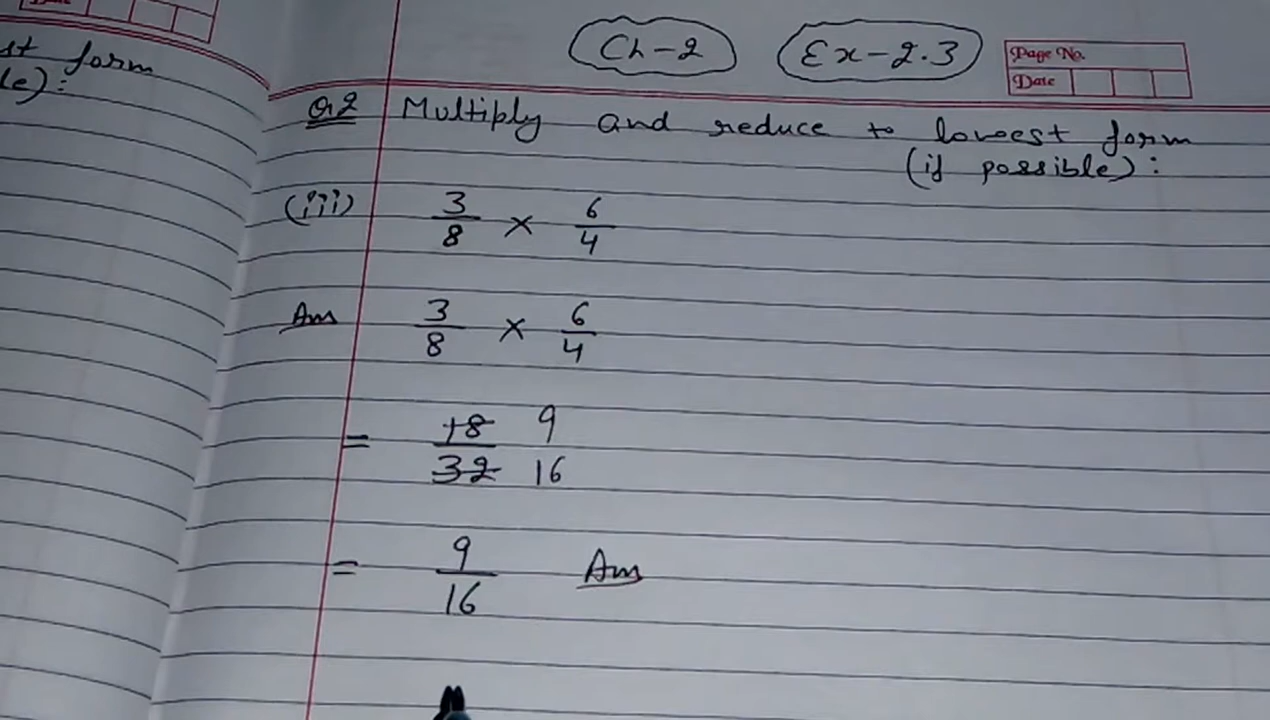 st form
le):
Ch-2
Ex-2.3
Page No.
Date
Q2 Multiply and reduce to lowest form
(if possible):
(iii) 3/8 × 6/4
Ans 3/8 × 6/4
= 18/32 9/16
= 9/16 Ans